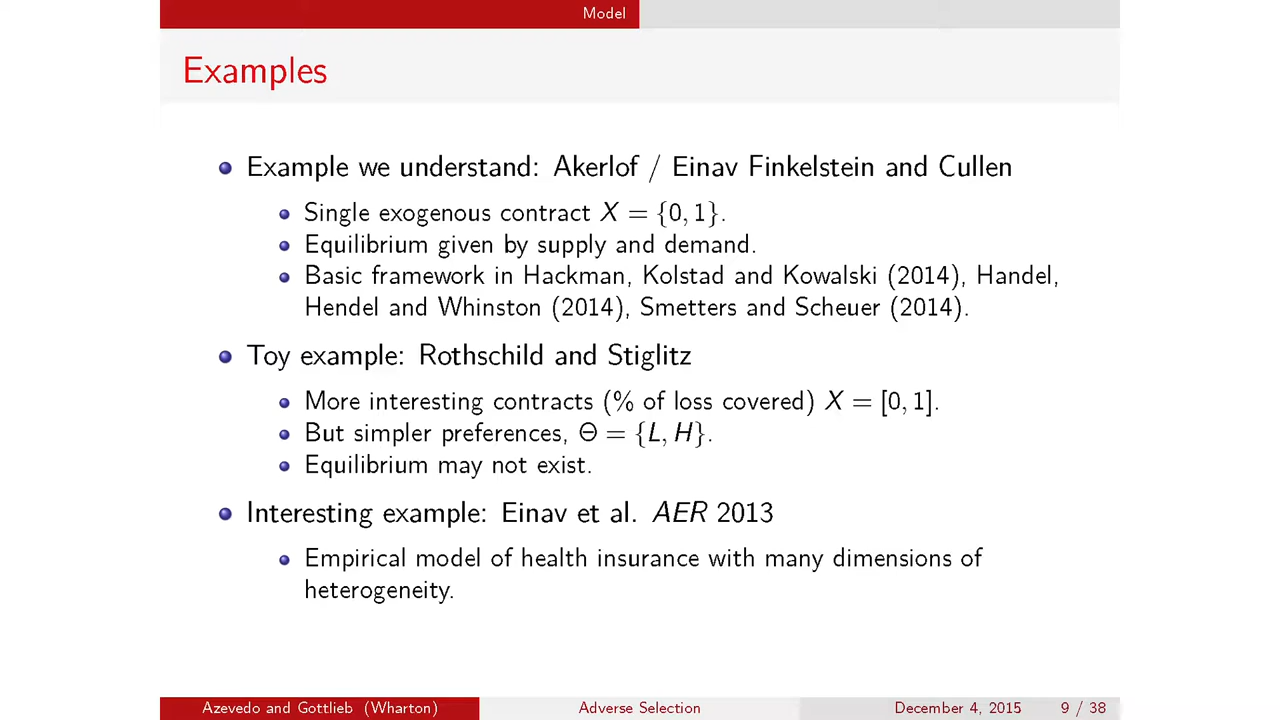 Model
Examples
Example we understand: Akerlof / Einav Finkelstein and Cullen
Single exogenous contract X = {0, 1}.
Equilibrium given by supply and demand.
Basic framework in Hackman, Kolstad and Kowalski (2014), Handel,
Hendel and Whinston (2014), Smetters and Scheuer (2014).
Toy example: Rothschild and Stiglitz
More interesting contracts (% of loss covered) X = [0, 1].
But simpler preferences, Θ = {L, H}.
Equilibrium may not exist.
Interesting example: Einav et al. AER 2013
Empirical model of health insurance with many dimensions of
heterogeneity.
Azevedo and Gottlieb (Wharton) Adverse Selection December 4, 2015 9 / 38